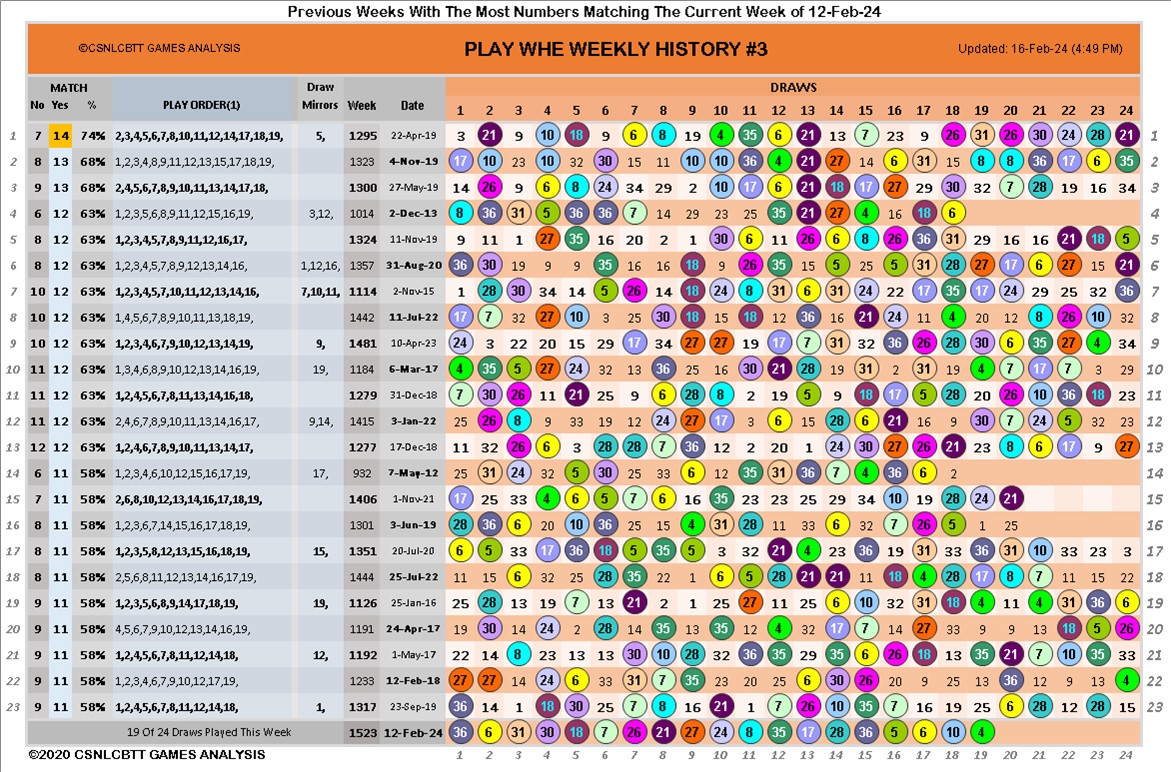 Previous Weeks With The Most Numbers Matching The Current Week of 12-Feb-24
©CSNLCBTT GAMES ANALYSIS PLAY WHE WEEKLY HISTORY #3 Updated: 16-Feb-24 (4:49 PM)
MATCH Draw DRAWS
No Yes % PLAY ORDER(1) Mirrors Week Date 1 2 3 4 5 6 7 8 9 10 11 12 13 14 15 16 17 18 19 20 21 22 23 24
1 7 14 74% 2,3,4,5,6,7,8,10,11,12,14,17,18,19, 5, 1295 22-Apr-19 3 21 9 10 18 9 6 8 19 4 35 6 21 13 7 23 9 26 31 26 30 24 28 21 1
2 8 13 68% 1,2,3,4,8,9,11,12,13,15,17,18,19, 1323 4-Nov-19 17 10 23 10 32 30 15 11 10 10 36 4 21 27 14 6 31 15 8 8 36 17 6 35 2
3 9 13 68% 2,4,5,6,7,8,9,10,11,13,14,17,18, 1300 27-May-19 14 26 9 6 8 24 34 29 2 10 17 6 21 18 17 27 29 30 32 7 28 19 16 34 3
4 6 12 63% 1,2,3,5,6,8,9,11,12,15,16,19, 3,12, 1014 2-Dec-13 8 36 31 5 36 36 7 14 29 23 25 35 21 27 4 16 17 6 4
5 8 12 63% 1,2,3,4,5,7,8,9,11,12,16,17, 1324 11-Nov-19 9 11 1 27 35 16 20 2 1 30 6 11 26 6 8 26 36 31 29 16 16 21 18 5 5
6 8 12 63% 1,2,3,4,5,7,8,9,12,13,14,16, 1,12,16, 1357 31-Aug-20 36 30 19 9 9 35 16 16 18 9 26 35 15 5 25 5 31 28 27 17 6 27 15 21 6
7 10 12 63% 1,2,3,4,5,7,10,11,12,13,14,16, 7,10,11, 1114 2-Nov-15 1 28 30 34 14 6 26 14 18 24 8 31 6 31 24 22 17 35 17 24 29 25 32 36 7
8 10 12 63% 1,4,5,6,7,8,9,10,11,13,18,19, 1442 11-Jul-22 17 7 32 27 10 3 25 30 18 11 18 12 36 15 21 24 11 4 20 12 8 26 10 32 8
9 10 12 63% 1,2,3,4,6,7,9,10,12,13,14,19, 9, 1481 10-Apr-23 24 3 22 20 15 29 17 34 27 27 19 17 7 31 32 36 26 28 30 6 35 27 4 34 9
10 11 12 63% 1,3,4,6,8,9,10,12,13,14,16,19, 19, 1184 6-Mar-17 4 35 5 27 24 32 13 36 25 16 30 21 28 19 31 2 31 19 4 7 17 7 3 29 10
11 11 12 63% 1,2,4,5,6,7,8,11,14,16,18, 1279 31-Dec-18 7 30 26 11 21 25 9 6 28 8 2 19 5 9 18 17 5 28 20 26 10 36 18 23 11
12 11 12 63% 2,4,6,7,8,9,10,11,13,14,16,17, 9,14, 1415 3-Jan-22 25 26 8 9 33 19 12 24 27 17 3 12 14 28 6 21 16 9 30 7 24 5 32 23 12
13 12 12 63% 1,2,4,6,7,8,9,10,11,13,14,17, 1277 17-Dec-18 11 32 26 6 3 28 28 7 36 12 2 20 1 24 30 27 26 21 23 8 6 17 9 27 13
14 6 11 58% 1,2,3,4,6,10,12,15,16,17,19, 17, 932 7-May-12 25 31 24 32 5 30 25 33 6 12 35 31 36 7 4 36 6 2 14
15 7 11 58% 2,6,8,10,12,13,14,16,17,18,19, 1406 1-Nov-21 17 25 33 4 6 5 7 6 16 35 23 23 25 29 34 10 19 28 24 21 15
16 8 11 58% 1,2,3,6,7,14,15,16,17,18,19, 1301 3-Jun-19 28 36 6 20 10 36 25 9 4 31 28 11 14 6 32 7 26 5 1 25 16
17 8 11 58% 1,2,3,5,8,12,13,15,16,18,19, 15, 1351 20-Jul-20 6 5 33 17 36 18 5 35 5 3 32 21 4 23 36 19 31 33 36 31 10 33 23 3 17
18 8 11 58% 2,5,6,8,11,12,13,14,16,17,19, 1444 25-Jul-22 11 15 6 32 25 28 35 22 1 6 5 28 21 21 11 18 4 28 17 8 7 11 15 22 18
19 9 11 58% 1,2,3,5,6,8,9,14,17,18,19, 19, 1126 25-Jan-16 25 28 13 19 7 13 21 2 1 25 27 11 25 6 10 32 31 18 4 11 4 31 36 6 19
20 9 11 58% 4,5,6,7,9,10,12,13,14,16,19, 1191 24-Apr-17 19 30 14 24 2 28 14 35 13 35 12 4 32 17 7 14 27 33 9 9 13 18 5 26 20
21 9 11 58% 1,2,4,5,6,7,8,11,12,14,18, 12, 1192 1-May-17 22 14 8 23 13 13 30 10 28 32 36 35 29 35 6 26 18 13 35 21 7 10 35 33 21
22 9 11 58% 1,2,3,4,6,7,9,10,12,17,19, 1233 12-Feb-18 27 27 14 24 6 33 31 7 35 23 20 25 6 30 26 9 29 25 20 36 12 9 23 4 22
23 9 11 58% 1,2,4,5,6,7,8,11,12,14,18, 1, 1317 23-Sep-19 36 14 1 18 30 25 7 8 16 21 1 7 26 10 35 7 16 19 25 6 28 12 28 15 23
19 Of 24 Draws Played This Week 1523 12-Feb-24 36 6 31 30 18 7 26 21 27 24 8 35 17 28 36 5 6 10 4
©2020 CSNLCBTT GAMES ANALYSIS 1 2 3 4 5 6 7 8 9 10 11 12 13 14 15 16 17 18 19 20 21 22 23 24